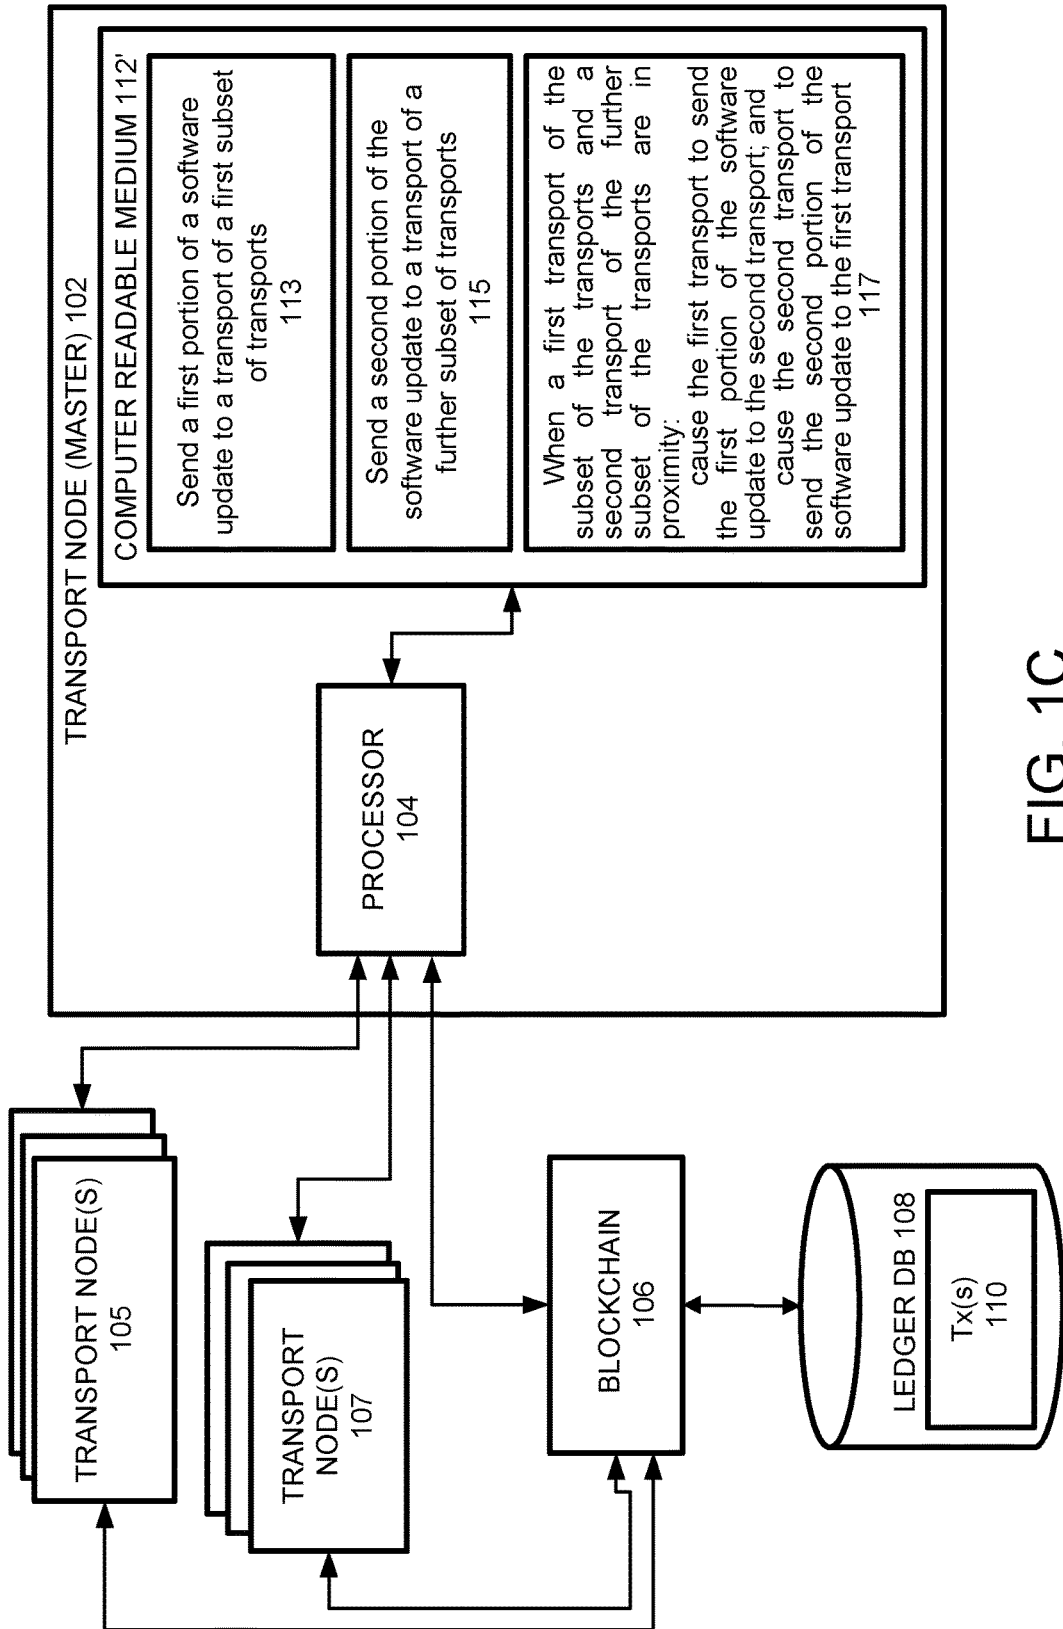 TRANSPORT NODE(S)
105
TRANSPORT
NODE(S)
107
BLOCKCHAIN
106
LEDGER DB 108
Tx(s)
110
TRANSPORT NODE (MASTER) 102
PROCESSOR
104
COMPUTER READABLE MEDIUM 112'
Send a first portion of a software
update to a transport of a first subset
of transports
113
Send a second portion of the
software update to a transport of a
further subset of transports
115
When a first transport of the
subset of the transports and a
second transport of the further
subset of the transports are in
proximity:
cause the first transport to send
the first portion of the software
update to the second transport; and
cause the second transport to
send the second portion of the
software update to the first transport
117
FIG. 1C